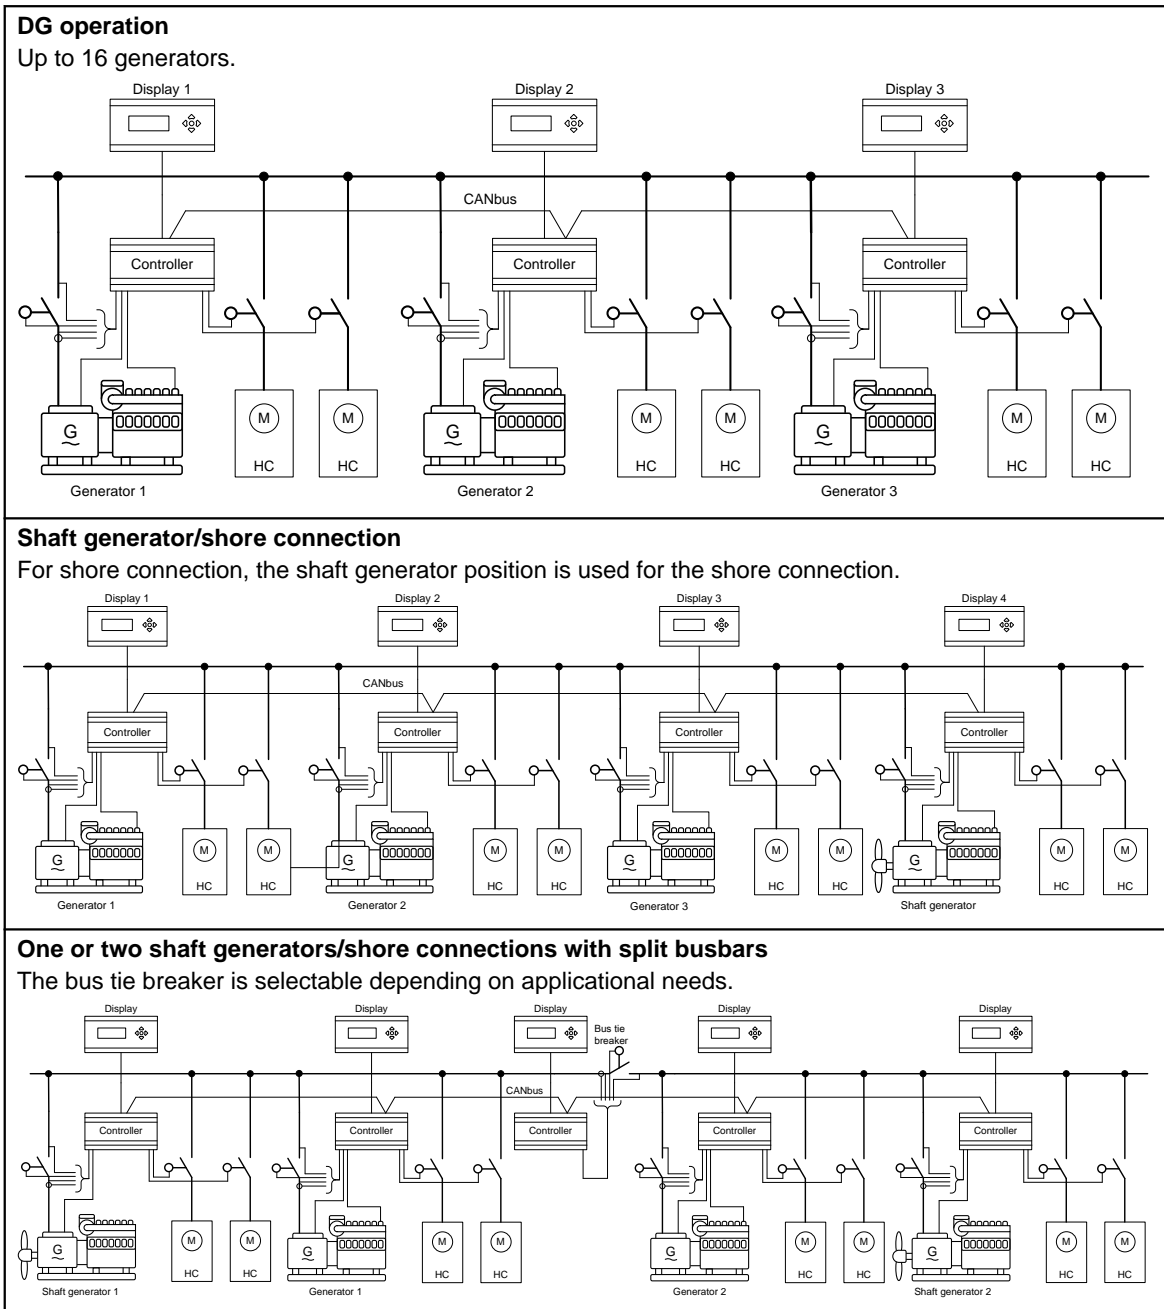 DG operation
Up to 16 generators.
Display 1 Display 2 Display 3
CANbus
Controller Controller Controller
M M M M M M
G G G
HC HC HC HC HC HC
Generator 1 Generator 2 Generator 3
Shaft generator/shore connection
For shore connection, the shaft generator position is used for the shore connection.
Display 1 Display 2 Display 3 Display 4
CANbus
Controller Controller Controller Controller
M M M M M M M M
G G G G
HC HC HC HC HC HC HC HC
Generator 1 Generator 2 Generator 3 Shaft generator
One or two shaft generators/shore connections with split busbars
The bus tie breaker is selectable depending on applicational needs.
Display Display Display Display Display
Bus tie
breaker
CANbus
Controller Controller Controller Controller Controller
M M M M M M M M
G G G G
HC HC HC HC HC HC HC HC
Shaft generator 1 Generator 1 Generator 2 Shaft generator 2